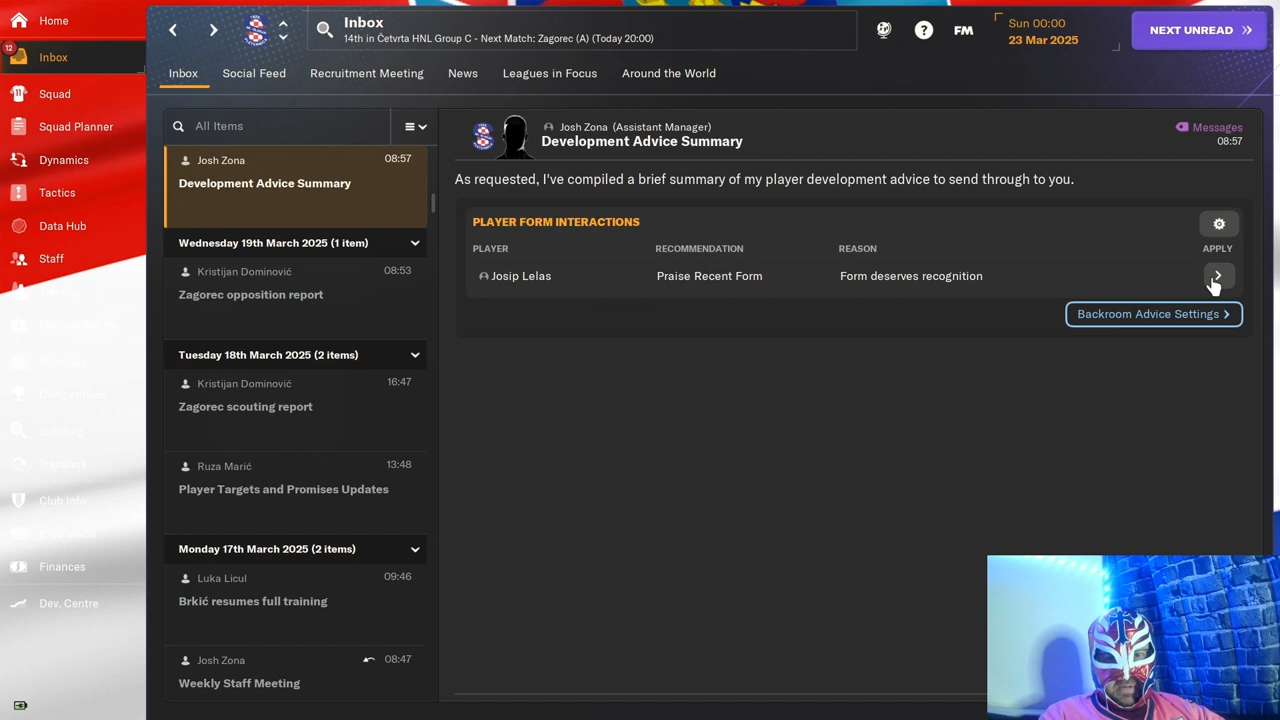 Home
12
Inbox
Squad
Squad Planner
Dynamics
Tactics
Data Hub
Staff
Scouting
Transfers
Club Info
Club Vision
Finances
Dev. Centre
Inbox
14th in Četvrta HNL Group C - Next Match: Zagorec (A) (Today 20:00)
FM
Sun 00:00
23 Mar 2025
NEXT UNREAD
Inbox
Social Feed
Recruitment Meeting
News
Leagues in Focus
Around the World
All Items
Josh Zona
08:57
Development Advice Summary
Wednesday 19th March 2025 (1 item)
Kristijan Dominović
08:53
Zagorec opposition report
Tuesday 18th March 2025 (2 items)
Kristijan Dominović
16:47
Zagorec scouting report
Ruza Marić
13:48
Player Targets and Promises Updates
Monday 17th March 2025 (2 items)
Luka Licul
09:46
Brkić resumes full training
Josh Zona
08:47
Weekly Staff Meeting
Josh Zona (Assistant Manager)
Development Advice Summary
Messages
08:57
As requested, I've compiled a brief summary of my player development advice to send through to you.
PLAYER FORM INTERACTIONS
PLAYER RECOMMENDATION REASON APPLY
Josip Lelas Praise Recent Form Form deserves recognition
Backroom Advice Settings